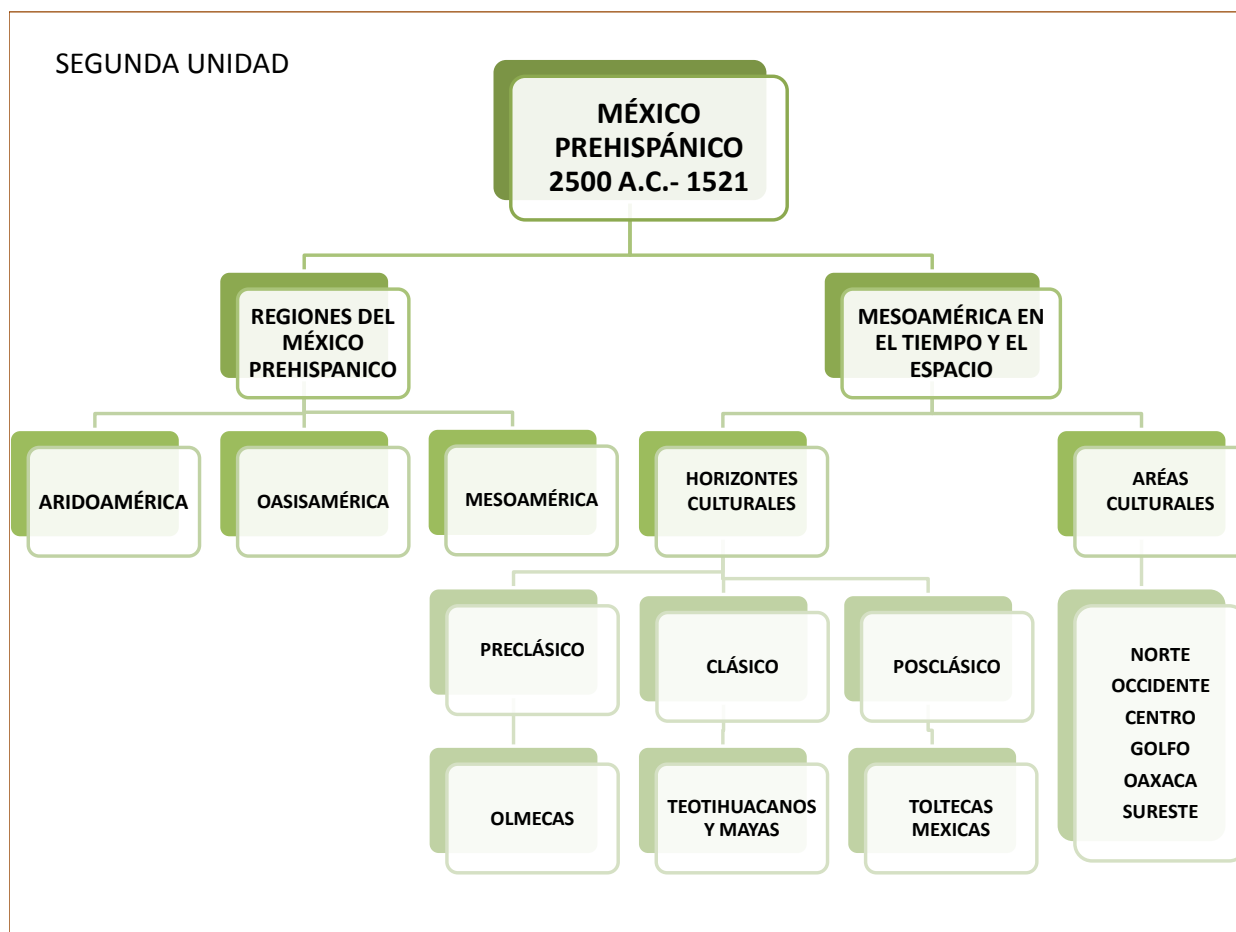 SEGUNDA UNIDAD
MÉXICO
PREHISPÁNICO
2500 A.C.- 1521
REGIONES DEL
MÉXICO
PREHISPANICO
MESOAMÉRICA EN
EL TIEMPO Y EL
ESPACIO
ARIDOAMÉRICA
OASISAMÉRICA
MESOAMÉRICA
HORIZONTES
CULTURALES
ARÉAS
CULTURALES
PRECLÁSICO
CLÁSICO
POSCLÁSICO
OLMECAS
TEOTIHUACANOS
Y MAYAS
TOLTECAS
MEXICAS
NORTE
OCCIDENTE
CENTRO
GOLFO
OAXACA
SURESTE